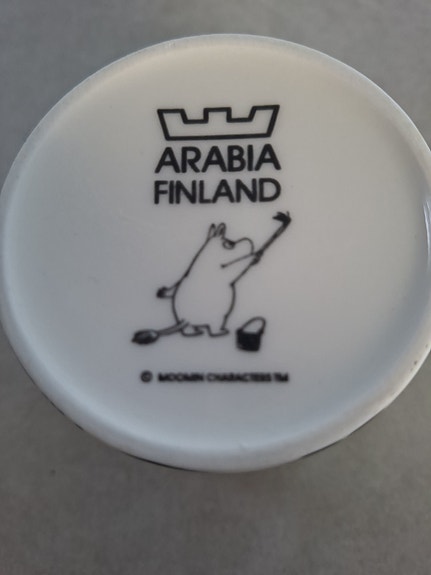 ARABIA
FINLAND
© MOOMIN CHARACTERS TM